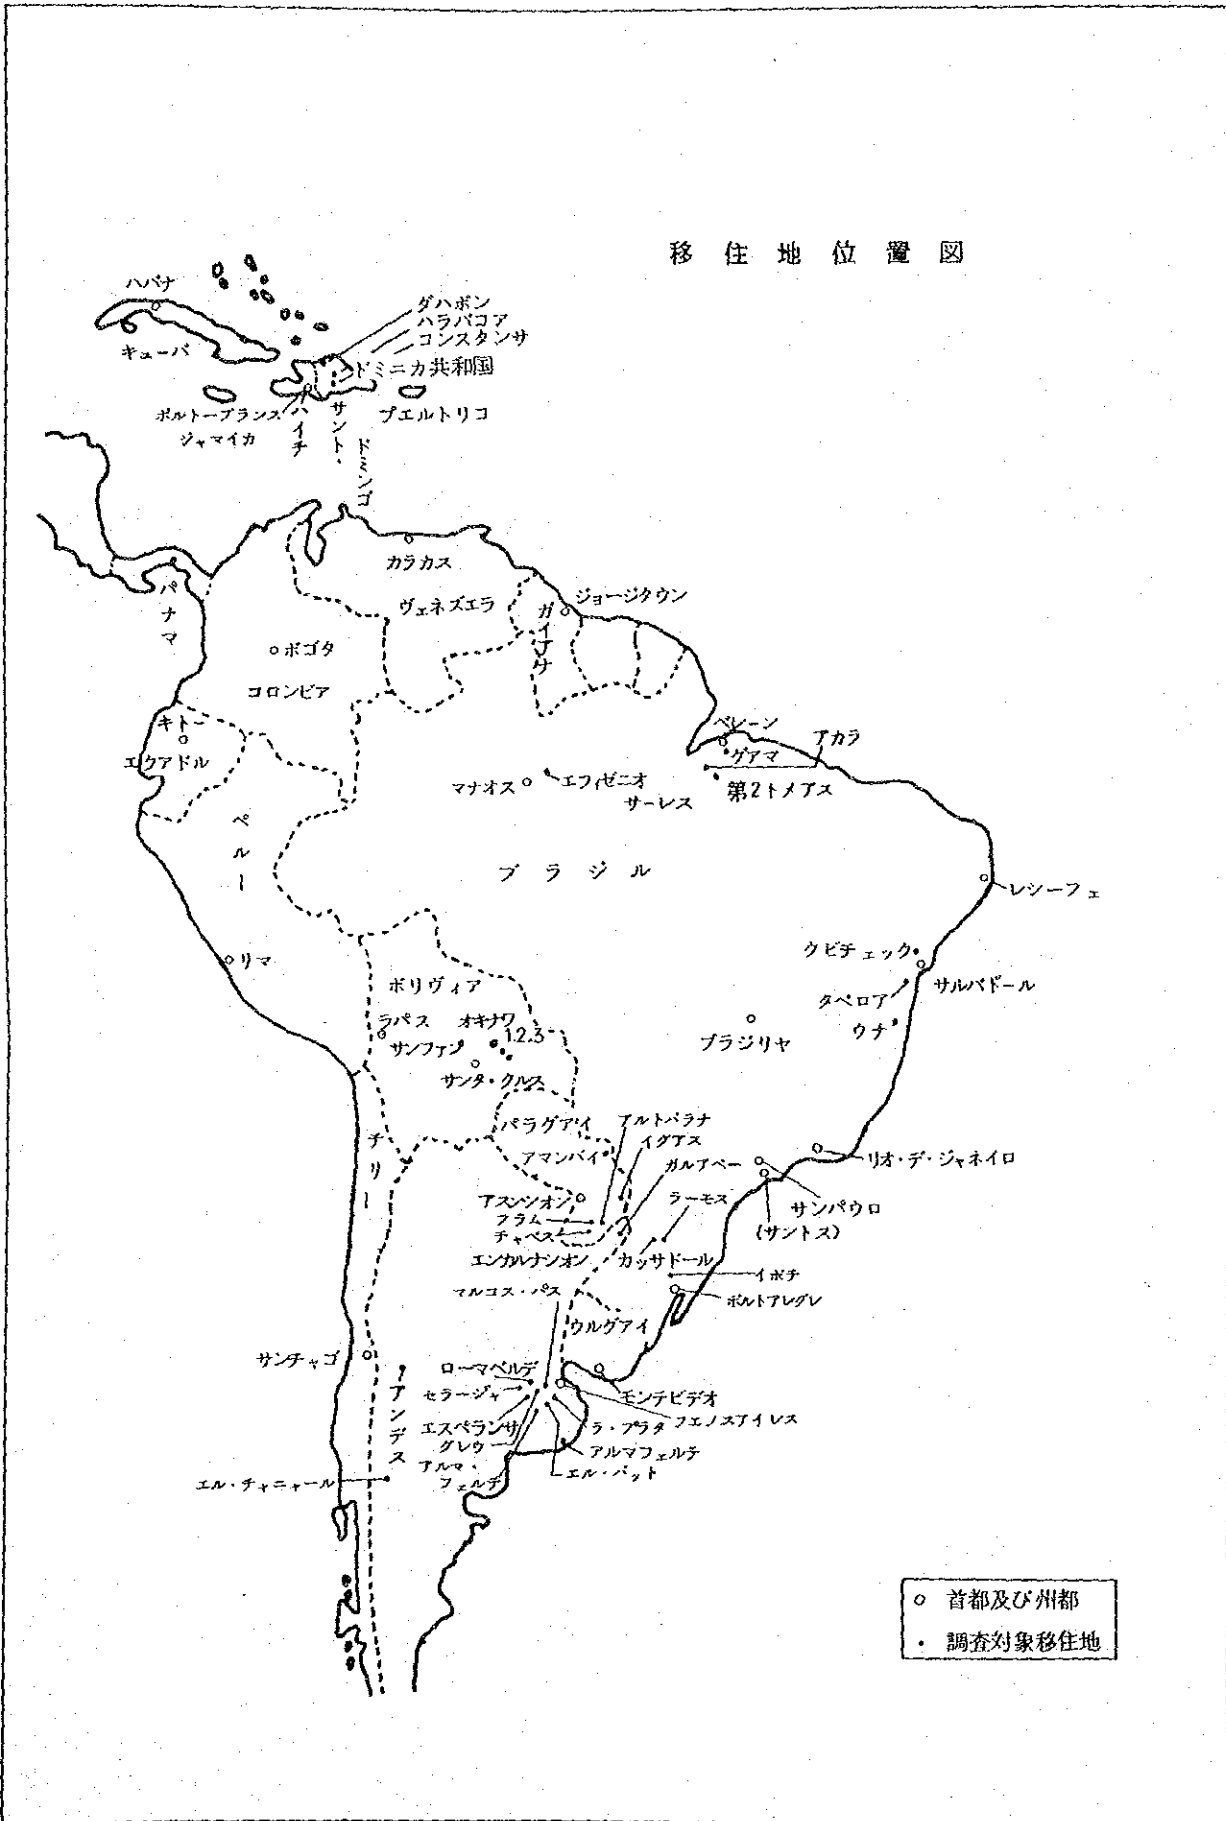 移住地位置図
ハバナ
キューバ
ダハボン
ハラバコア
コンスタンサ
ドミニカ共和国
ポルトープランス
ジャマイカ
ハイチ
サント・
ドミンゴ
プエルトリコ
パナマ
カラカス
ヴェネズエラ
ガイアナ
ジョージタウン
ボゴタ
コロンビア
キトー
エクアドル
ベレーン
グアマ
アカラ
第2トメアス
マナオス
エフィゼニオ
サーレス
ペルー
ブラジル
レシーフェ
リマ
クビチェック
サルバドール
タペロア
ウナ
ボリヴィア
ラパス
オキナワ
1.2.3
サンファン
サンタ・クルス
ブラジリヤ
パラグアイ
アルトパラナ
イグアス
アマンバイ
ガルアペー
チリー
リオ・デ・ジャネイロ
アスンシオン
ラーモス
サンパウロ
(サントス)
フラム
チャベス
エンカルナシオン
カッサドール
イボチ
マルコス・パス
ポルトアレグレ
ウルグアイ
サンチャゴ
アンデス
ローマベルデ
セラージャ
エスペランサ
グレウ
アルマ・
フェルテ
モンテビデオ
フエノスアイレス
ラ・プラタ
アルマフェルテ
エル・パット
エル・チャニャール
首都及び州都
調査対象移住地